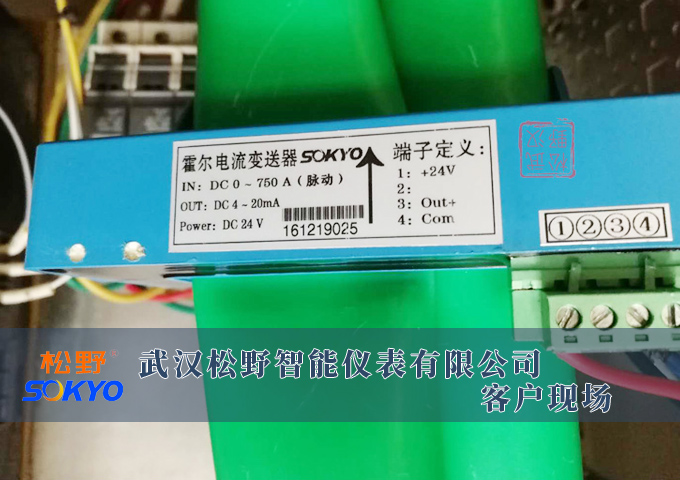 霍尔电流变送器 SOKYO
IN: DC 0～750 A（脉动）
OUT: DC 4～20mA
Power: DC 24 V
161219025
端子定义：
1: +24V
2:
3: Out+
4: Com
①②③④
松野®
SOKYO
武汉松野智能仪表有限公司
客户现场